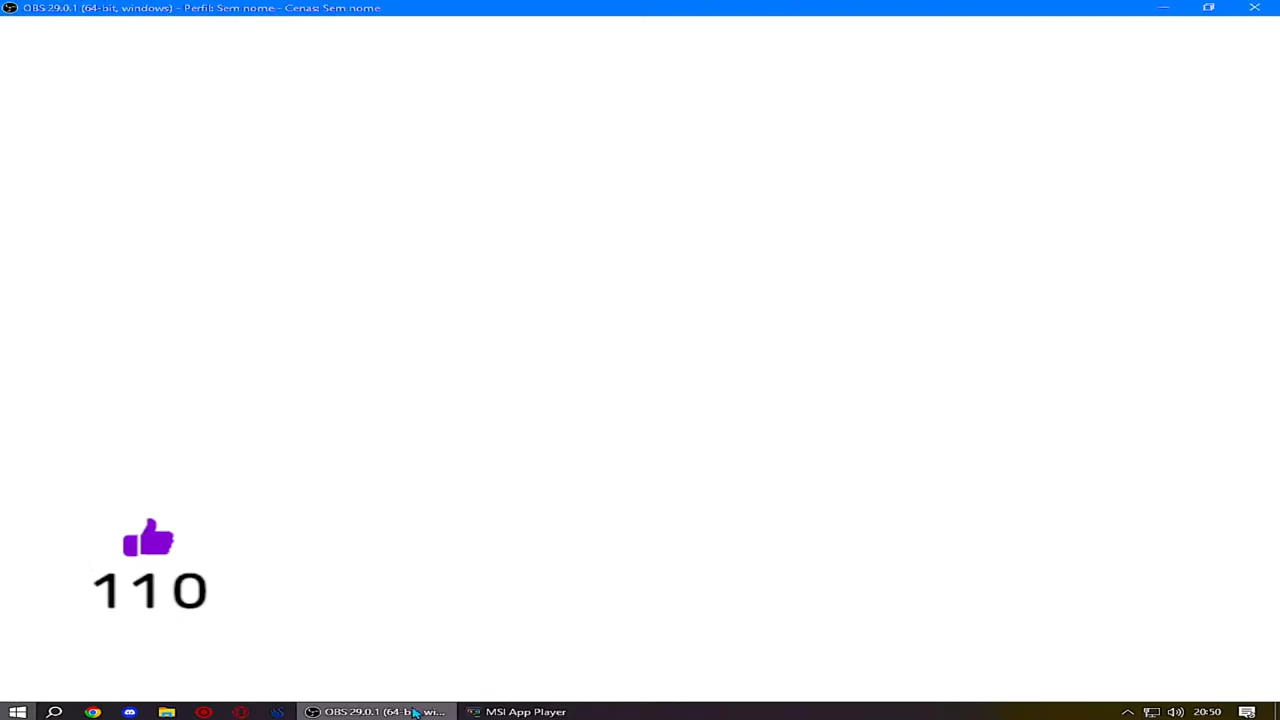 OBS 29.0.1 (64-bit, windows) - Perfil: Sem nome - Cenas: Sem nome
110
OBS 29.0.1 (64-bit, wi...
MSI App Player
20:50